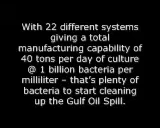 With 22 different systems
giving a total
manufacturing capability of
40 tons per day of culture
@ 1 billion bacteria per
milliliter – that's plenty of
bacteria to start cleaning
up the Gulf Oil Spill.